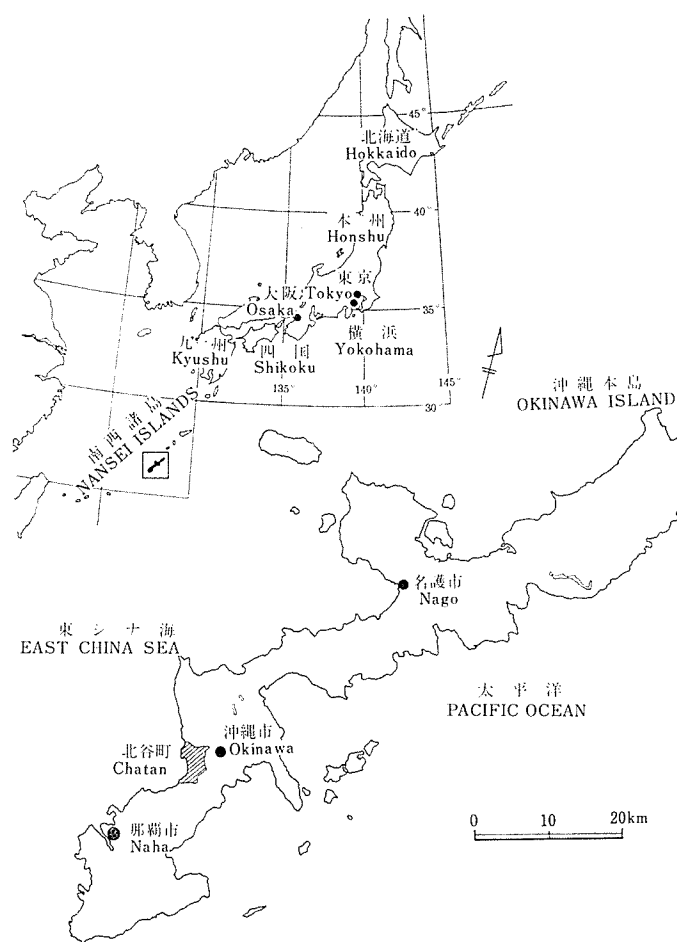 45°
北海道
Hokkaido
40°
本州
Honshu
東京
大阪
Tokyo
Osaka
35°
九州
Kyushu
四国
Shikoku
横浜
Yokohama
135°
140°
145°
30
南西諸島
NANSEI ISLANDS
沖縄本島
OKINAWA ISLAND
名護市
Nago
東シナ海
EAST CHINA SEA
太平洋
PACIFIC OCEAN
沖縄市
Okinawa
北谷町
Chatan
0 10 20km
那覇市
Naha